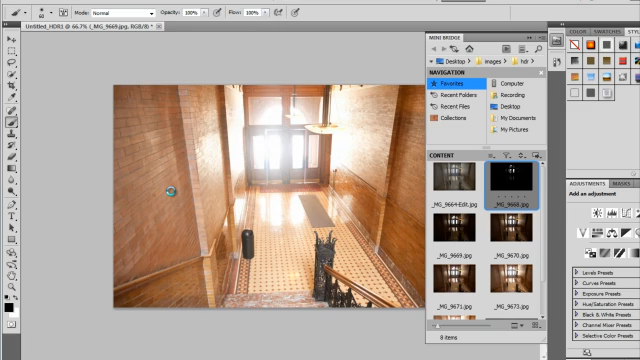 Mode: Normal Opacity: 100% Flow: 100%
Untitled_HDR1 @ 66.7% (_MG_9669.jpg, RGB/8) *
MINI BRIDGE
Desktop images hdr
NAVIGATION
Favorites
Recent Folders
Recent Files
Collections
Computer
Recording
Desktop
My Documents
My Pictures
CONTENT
_MG_9664-Edit.jpg
_MG_9668.jpg
_MG_9669.jpg
_MG_9670.jpg
_MG_9671.jpg
_MG_9673.jpg
8 items
COLOR SWATCHES STYL
ADJUSTMENTS MASKS
Add an adjustment
Levels Presets
Curves Presets
Exposure Presets
Hue/Saturation Presets
Black & White Presets
Channel Mixer Presets
Selective Color Presets